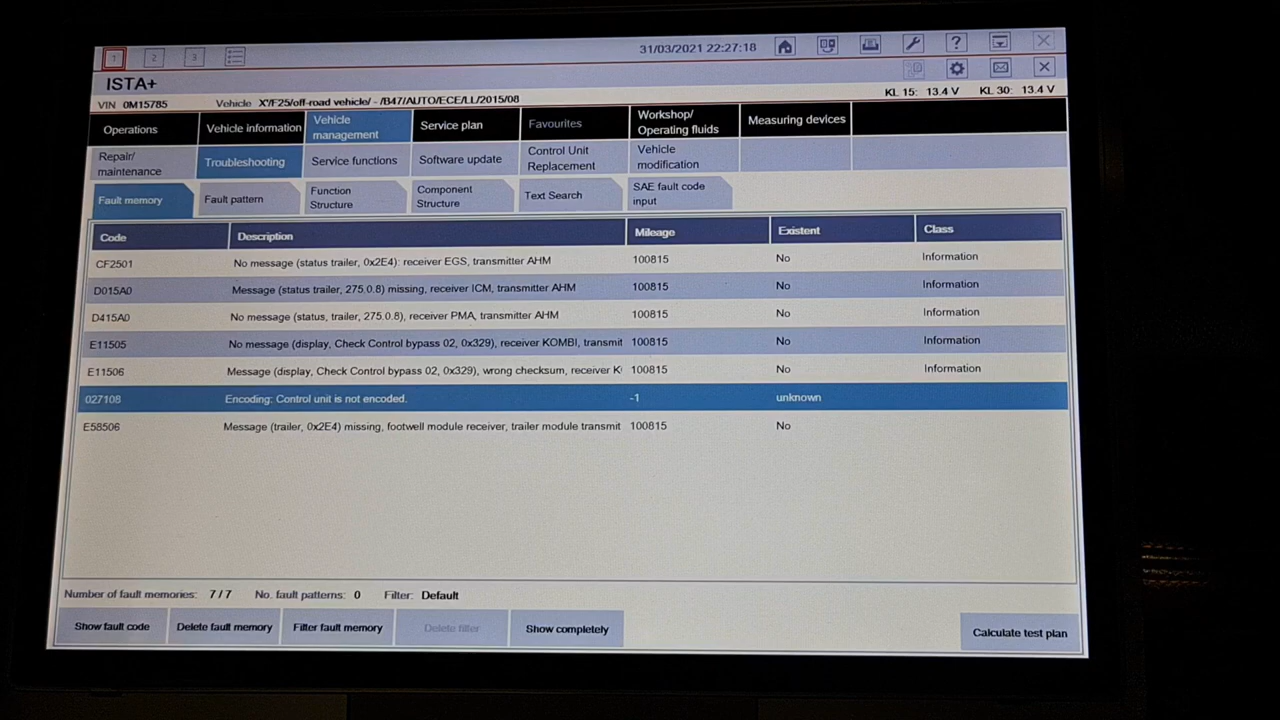 1 2 3 31/03/2021 22:27:18 ?
ISTA+
VIN 0M15785 Vehicle X'/F25/off-road vehicle/ - /B47/AUTO/ECE/LL/2015/08 KL 15: 13.4 V KL 30: 13.4 V
Operations Vehicle information Vehicle management Service plan Favourites Workshop/ Operating fluids Measuring devices
Repair/ maintenance Troubleshooting Service functions Software update Control Unit Replacement Vehicle modification
Fault memory Fault pattern Function Structure Component Structure Text Search SAE fault code input
Code Description Mileage Existent Class
CF2501 No message (status trailer, 0x2E4): receiver EGS, transmitter AHM 100815 No Information
D015A0 Message (status trailer, 275.0.8) missing, receiver ICM, transmitter AHM 100815 No Information
D415A0 No message (status, trailer, 275.0.8), receiver PMA, transmitter AHM 100815 No Information
E11505 No message (display, Check Control bypass 02, 0x329), receiver KOMBI, transmit 100815 No Information
E11506 Message (display, Check Control bypass 02, 0x329), wrong checksum, receiver K 100815 No Information
027108 Encoding: Control unit is not encoded. -1 unknown
E58506 Message (trailer, 0x2E4) missing, footwell module receiver, trailer module transmit 100815 No
Number of fault memories: 7/7 No. fault patterns: 0 Filter: Default
Show fault code Delete fault memory Filter fault memory Delete filter Show completely Calculate test plan